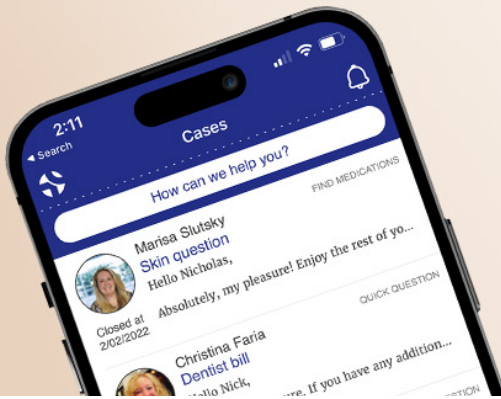 2:11
◀ Search
Cases
How can we help you?
FIND MEDICATIONS
Marisa Slutsky
Skin question
Hello Nicholas,
Absolutely, my pleasure! Enjoy the rest of yo...
Closed at
2/02/2022
QUICK QUESTION
Christina Faria
Dentist bill
Hello Nick,
ure. If you have any addition...
STION